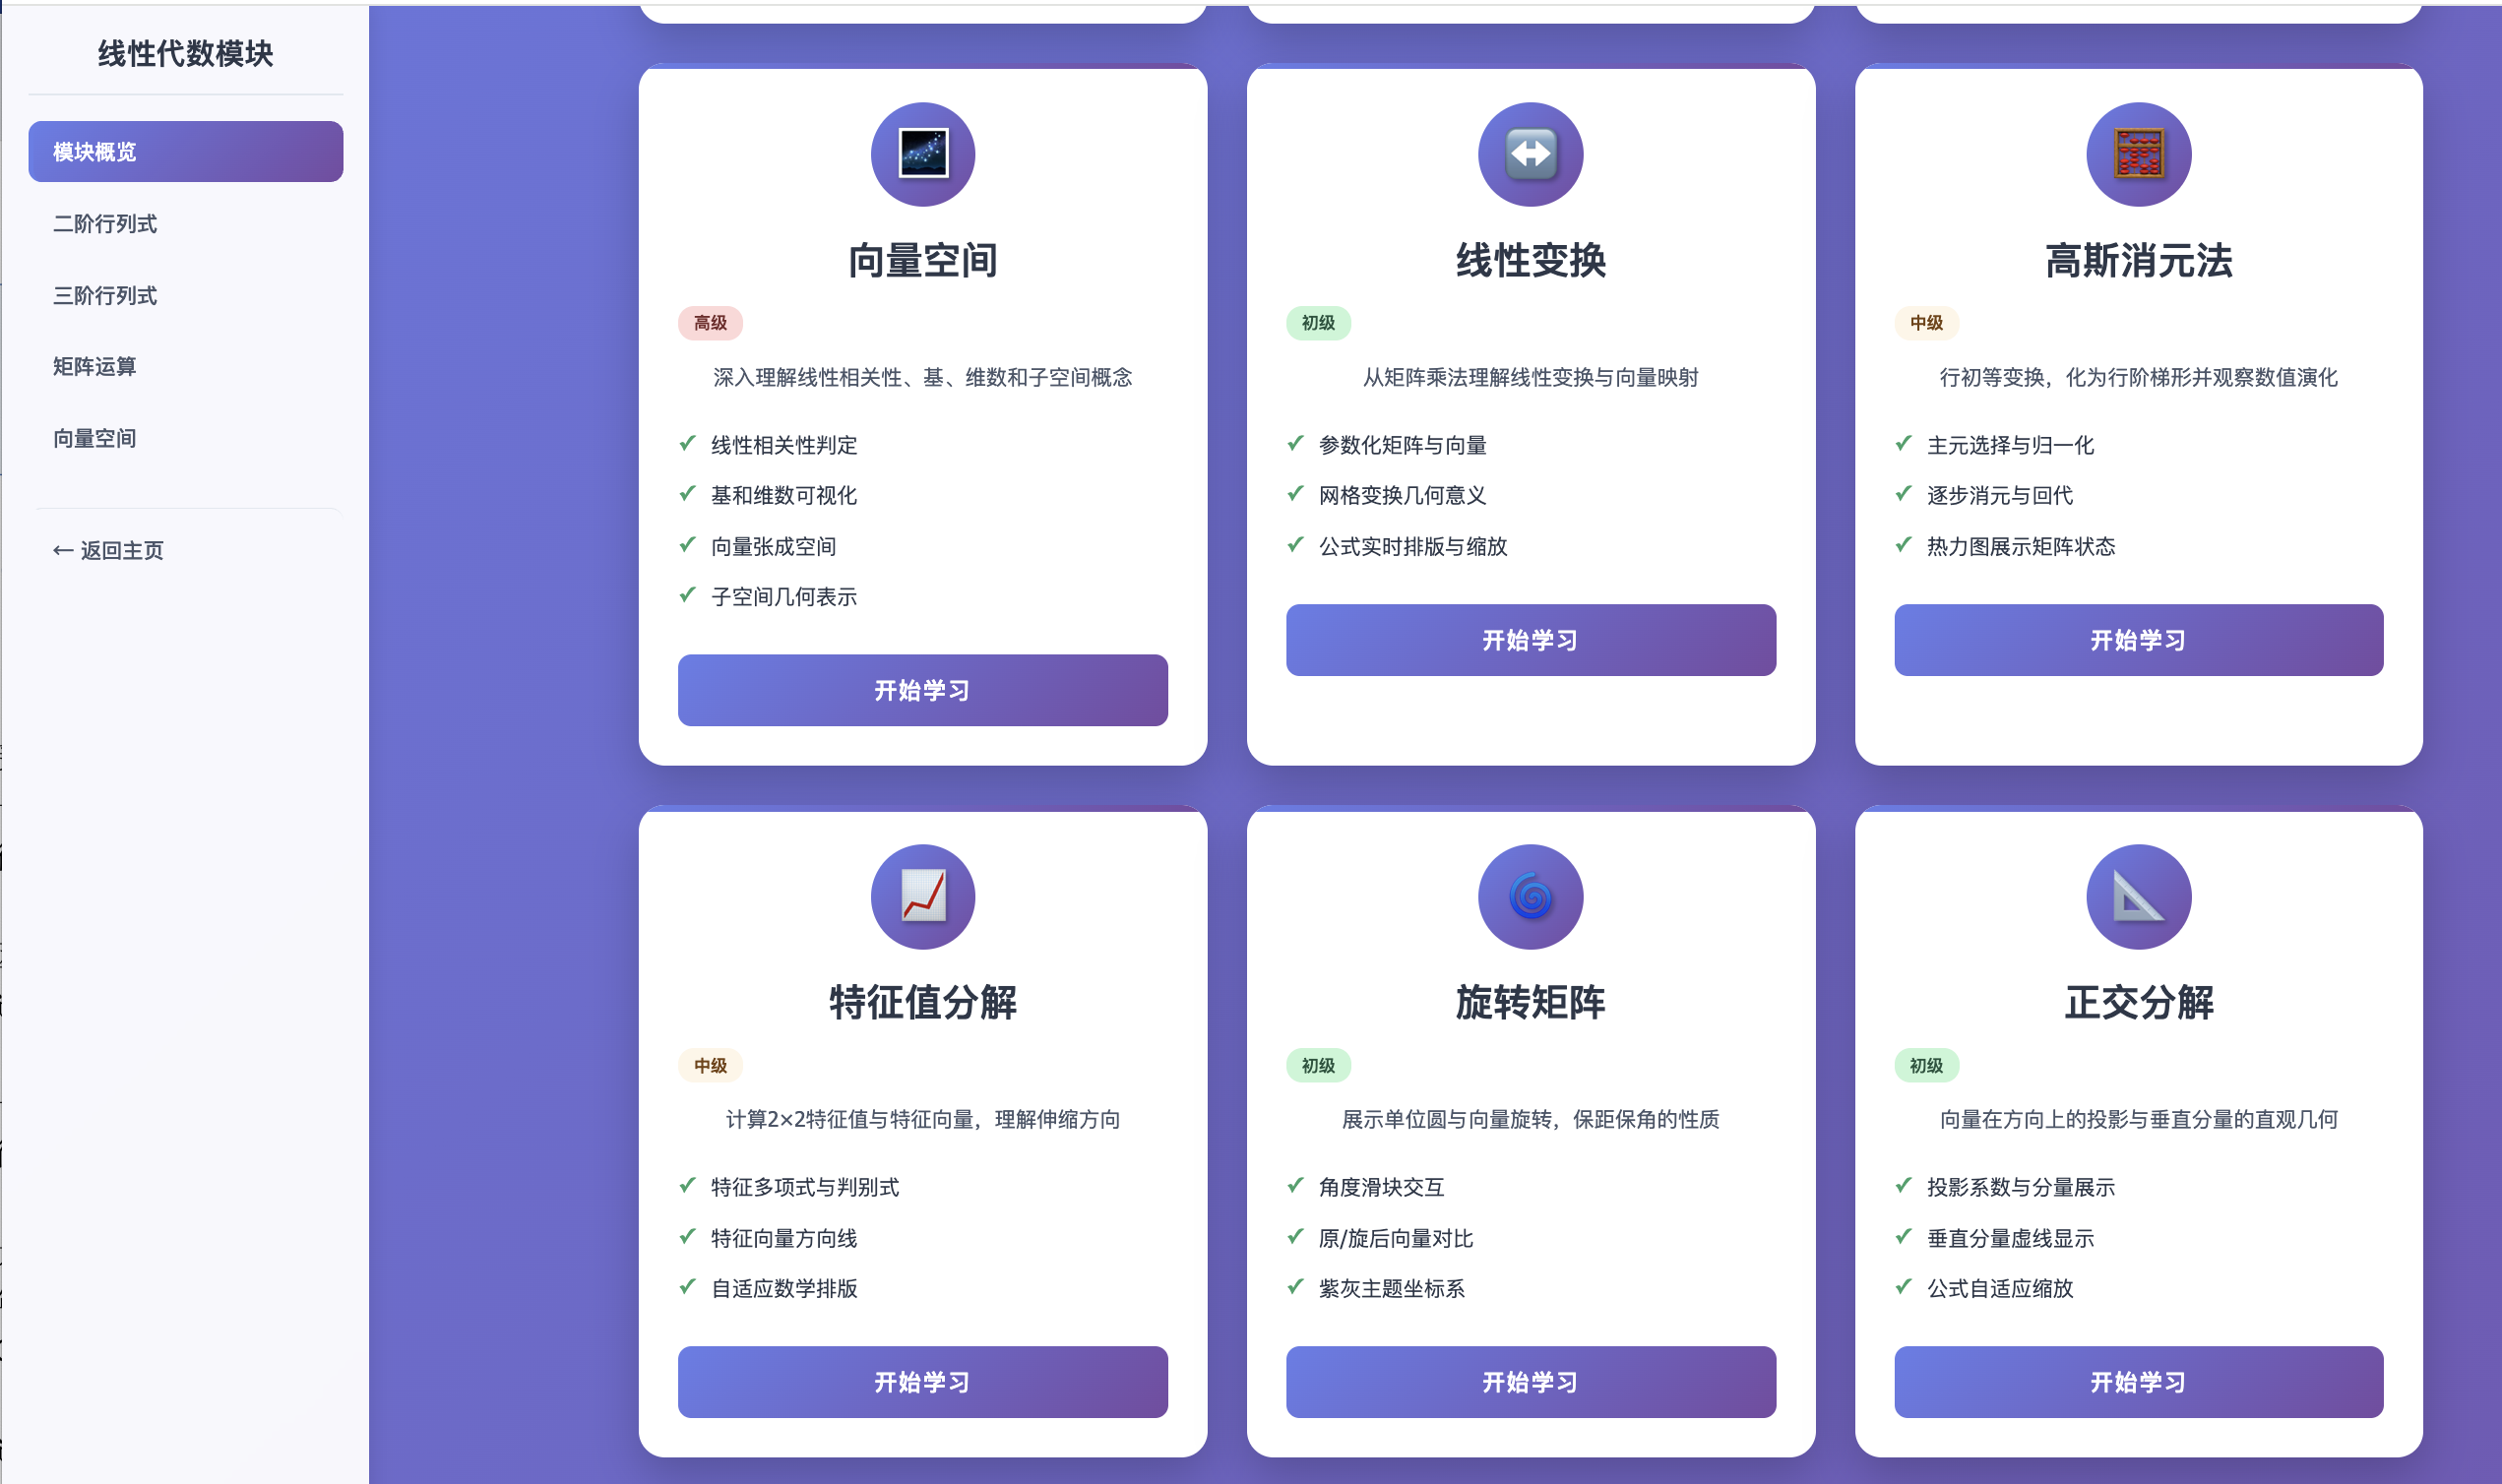 线性代数模块
模块概览
二阶行列式
三阶行列式
矩阵运算
向量空间
← 返回主页
向量空间
高级
深入理解线性相关性、基、维数和子空间概念
✓ 线性相关性判定
✓ 基和维数可视化
✓ 向量张成空间
✓ 子空间几何表示
开始学习
线性变换
初级
从矩阵乘法理解线性变换与向量映射
✓ 参数化矩阵与向量
✓ 网格变换几何意义
✓ 公式实时排版与缩放
开始学习
高斯消元法
中级
行初等变换，化为行阶梯形并观察数值演化
✓ 主元选择与归一化
✓ 逐步消元与回代
✓ 热力图展示矩阵状态
开始学习
特征值分解
中级
计算2×2特征值与特征向量，理解伸缩方向
✓ 特征多项式与判别式
✓ 特征向量方向线
✓ 自适应数学排版
开始学习
旋转矩阵
初级
展示单位圆与向量旋转，保距保角的性质
✓ 角度滑块交互
✓ 原/旋后向量对比
✓ 紫灰主题坐标系
开始学习
正交分解
初级
向量在方向上的投影与垂直分量的直观几何
✓ 投影系数与分量展示
✓ 垂直分量虚线显示
✓ 公式自适应缩放
开始学习